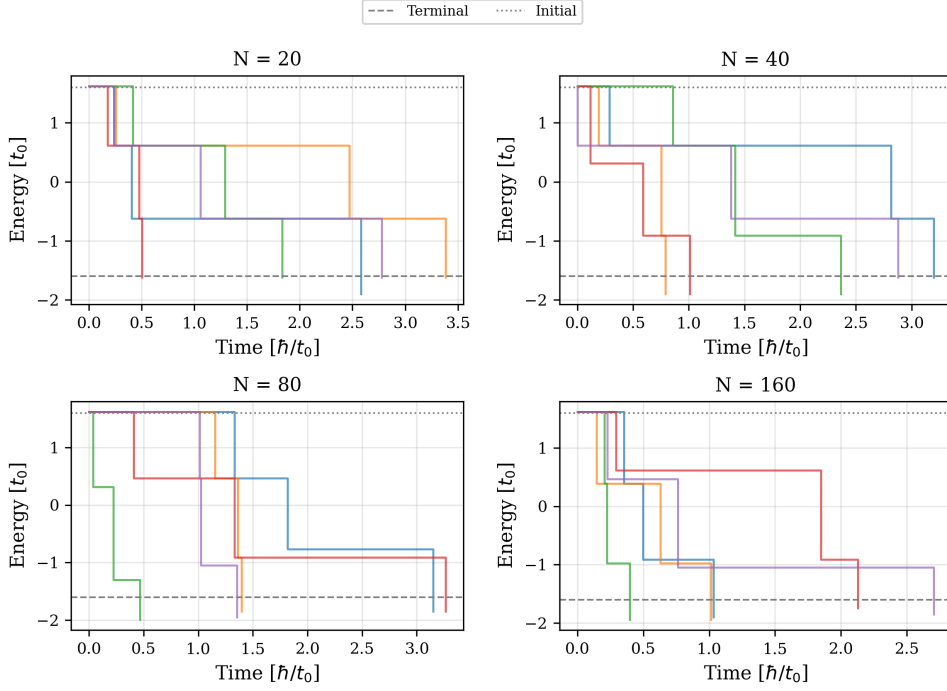 Terminal Initial
N = 20
1
0
−1
−2
Energy [t₀]
0.0 0.5 1.0 1.5 2.0 2.5 3.0 3.5
Time [ħ/t₀]
N = 40
1
0
−1
−2
Energy [t₀]
0.0 0.5 1.0 1.5 2.0 2.5 3.0
Time [ħ/t₀]
N = 80
1
0
−1
−2
Energy [t₀]
0.0 0.5 1.0 1.5 2.0 2.5 3.0
Time [ħ/t₀]
N = 160
1
0
−1
−2
Energy [t₀]
0.0 0.5 1.0 1.5 2.0 2.5
Time [ħ/t₀]